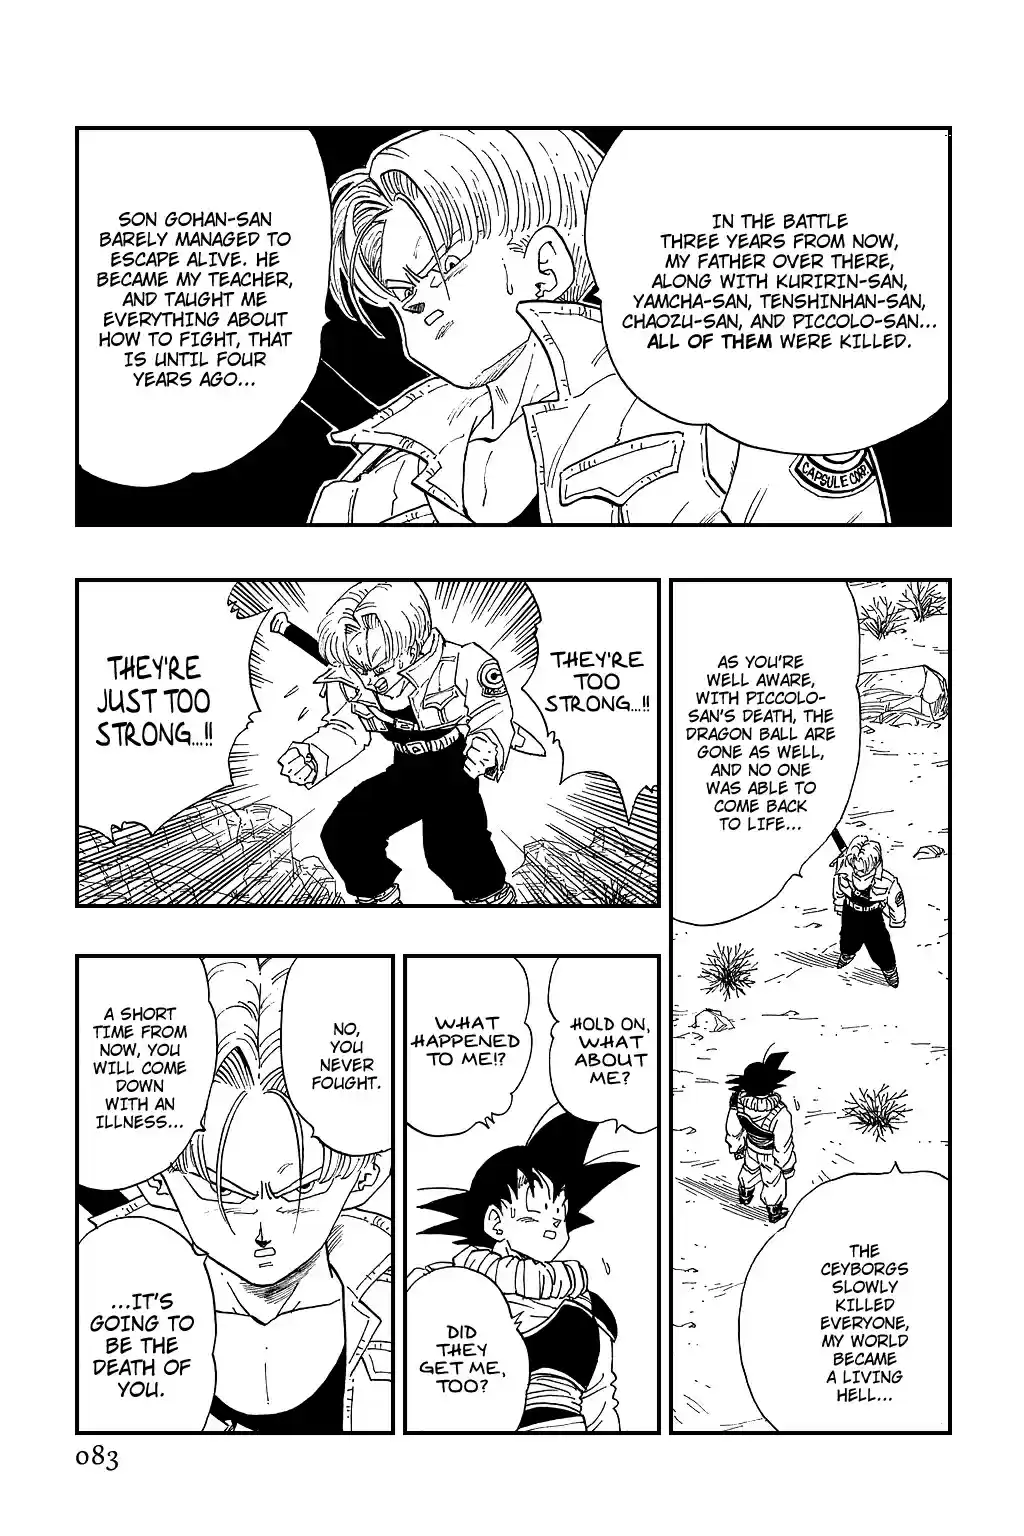 IN THE BATTLE
THREE YEARS FROM NOW,
MY FATHER OVER THERE,
ALONG WITH KURIRIN-SAN,
YAMCHA-SAN, TENSHINHAN-SAN,
CHAOZU-SAN, AND PICCOLO-SAN...
ALL OF THEM WERE KILLED.
SON GOHAN-SAN
BARELY MANAGED TO
ESCAPE ALIVE. HE
BECAME MY TEACHER,
AND TAUGHT ME
EVERYTHING ABOUT
HOW TO FIGHT, THAT
IS UNTIL FOUR
YEARS AGO...
CAPSULE CORP.
AS YOU'RE
WELL AWARE,
WITH PICCOLO-
SAN'S DEATH, THE
DRAGON BALL ARE
GONE AS WELL,
AND NO ONE
WAS ABLE TO
COME BACK
TO LIFE...
THE
CEYBORGS
SLOWLY
KILLED
EVERYONE,
MY WORLD
BECAME
A LIVING
HELL...
THEY'RE
TOO
STRONG...!!
THEY'RE
JUST TOO
STRONG...!!
HOLD ON,
WHAT
ABOUT
ME?
WHAT
HAPPENED
TO ME!?
DID
THEY
GET ME,
TOO?
NO,
YOU
NEVER
FOUGHT.
A SHORT
TIME FROM
NOW, YOU
WILL COME
DOWN
WITH AN
ILLNESS...
...IT'S
GOING TO
BE THE
DEATH OF
YOU.
083